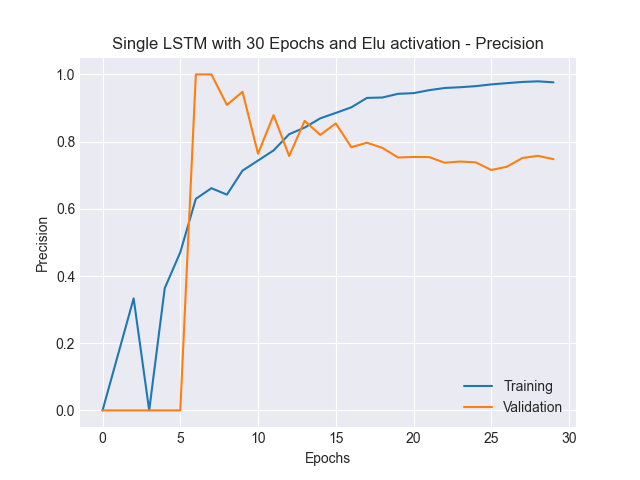 Single LSTM with 30 Epochs and Elu activation - Precision
1.0
0.8
0.6
0.4
0.2
0.0
Precision
Training
Validation
0 5 10 15 20 25 30
Epochs